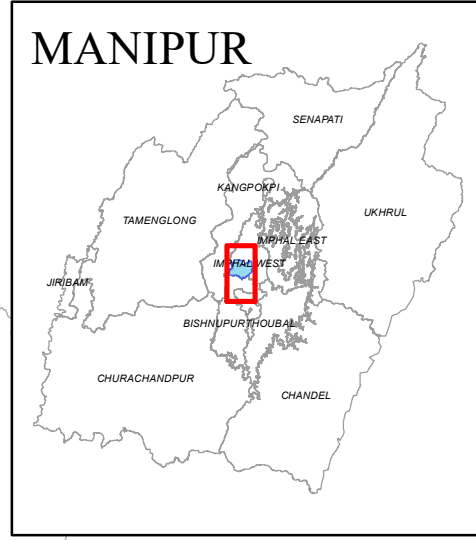 MANIPUR
SENAPATI
KANGPOKPI
TAMENGLONG
UKHRUL
IMPHAL EAST
IMPHAL WEST
JIRIBAM
BISHNUPUR THOUBAL
CHURACHANDPUR
CHANDEL